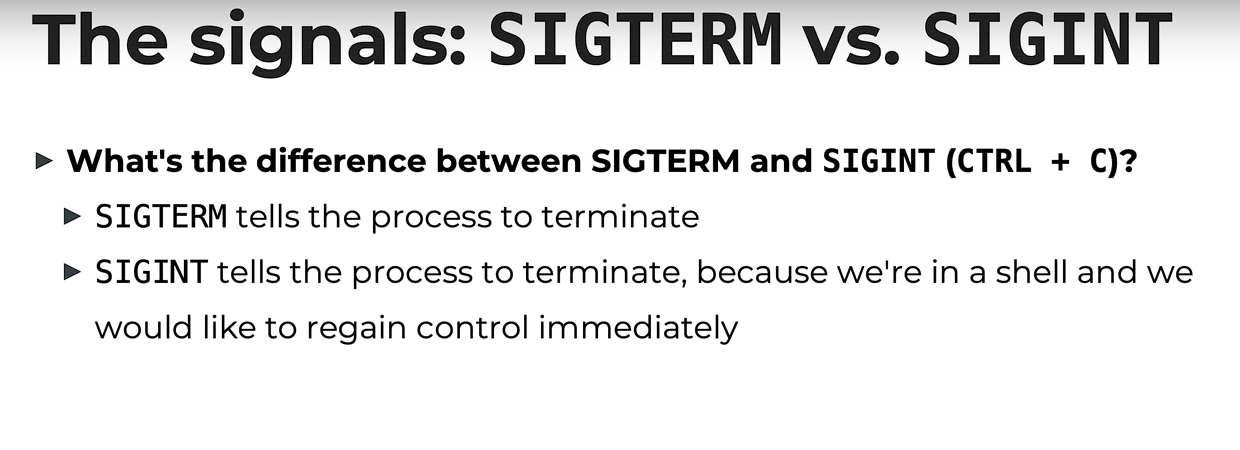 The signals: SIGTERM vs. SIGINT
What's the difference between SIGTERM and SIGINT (CTRL + C)?
SIGTERM tells the process to terminate
SIGINT tells the process to terminate, because we're in a shell and we
would like to regain control immediately